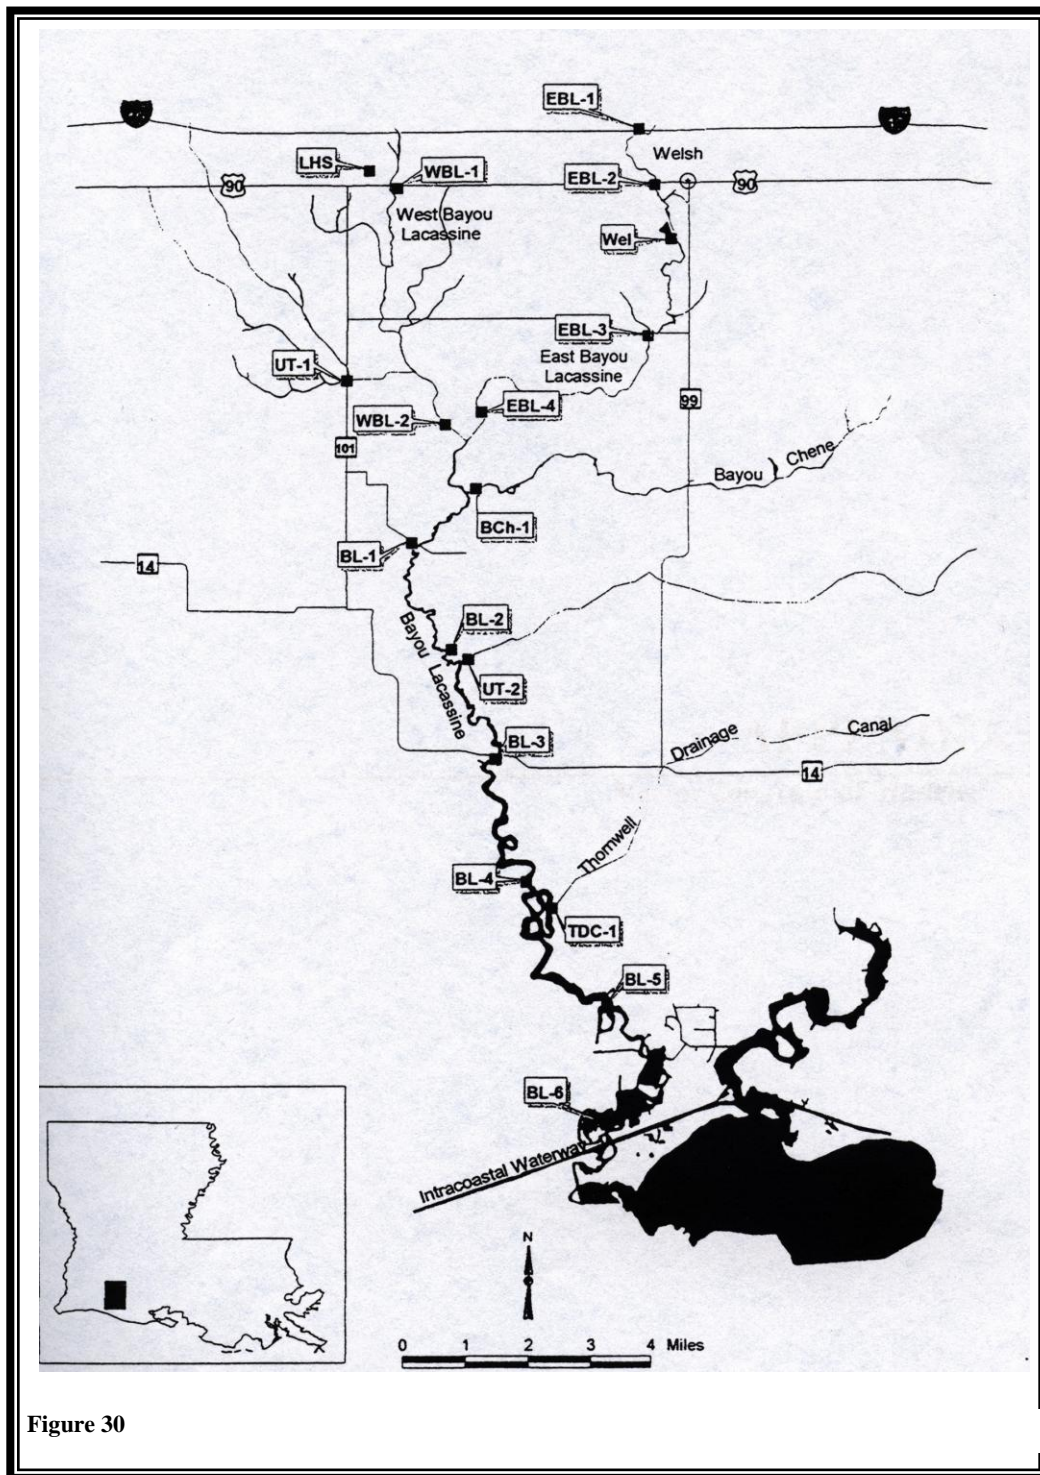 EBL-1
Welsh
LHS
WBL-1
EBL-2
90
90
West Bayou
Lacassine
Wel
EBL-3
East Bayou
Lacassine
UT-1
EBL-4
WBL-2
99
101
Bayou Chene
BCh-1
BL-1
14
BL-2
Bayou Lacassine
UT-2
BL-3
Drainage Canal
14
Thornwell
BL-4
TDC-1
BL-5
BL-6
Intracoastal Waterway
N
0 1 2 3 4 Miles
Figure 30